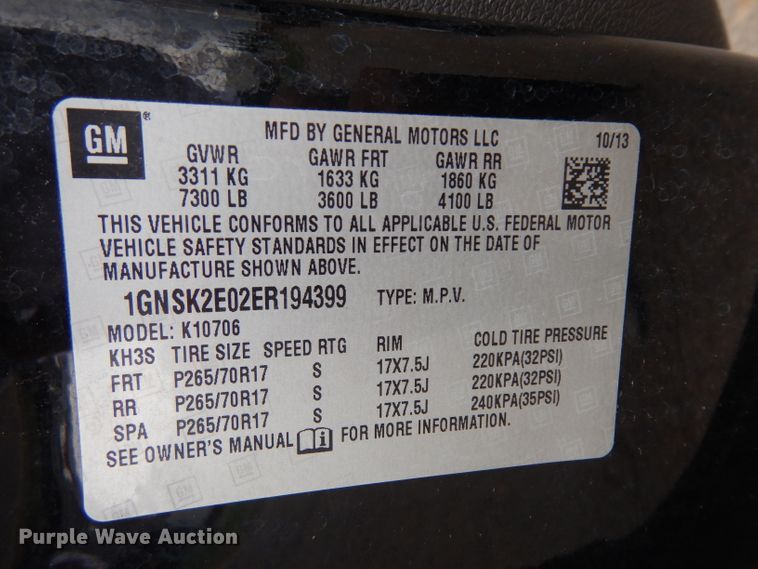 GM
MFD BY GENERAL MOTORS LLC 10/13
GVWR GAWR FRT GAWR RR
3311 KG 1633 KG 1860 KG
7300 LB 3600 LB 4100 LB
THIS VEHICLE CONFORMS TO ALL APPLICABLE U.S. FEDERAL MOTOR
VEHICLE SAFETY STANDARDS IN EFFECT ON THE DATE OF
MANUFACTURE SHOWN ABOVE.
1GNSK2E02ER194399 TYPE: M.P.V.
MODEL: K10706
KH3S TIRE SIZE SPEED RTG RIM COLD TIRE PRESSURE
FRT P265/70R17 S 17X7.5J 220KPA(32PSI)
RR P265/70R17 S 17X7.5J 220KPA(32PSI)
SPA P265/70R17 S 17X7.5J 240KPA(35PSI)
SEE OWNER'S MANUAL FOR MORE INFORMATION.
Purple Wave Auction